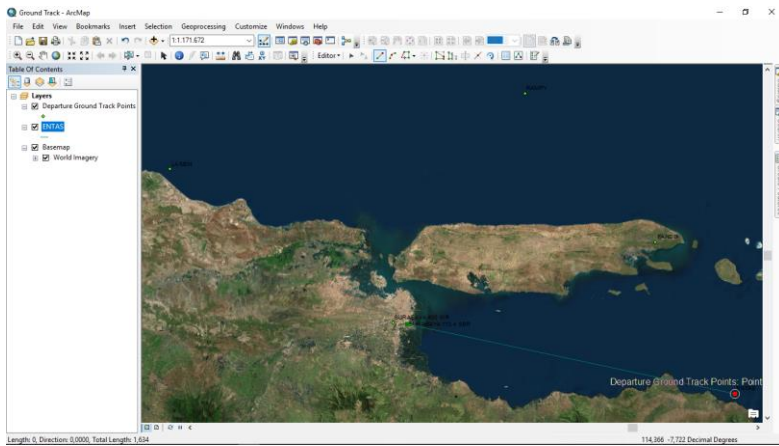 Ground Track - ArcMap
File Edit View Bookmarks Insert Selection Geoprocessing Customize Windows Help
1:1.171.672
Editor
Table Of Contents
Layers
Departure Ground Track Points
ENTAS
Basemap
World Imagery
Departure Ground Track Points: Point
Length: 0, Direction: 0,0000, Total Length: 1,634
114,366 -7,722 Decimal Degrees